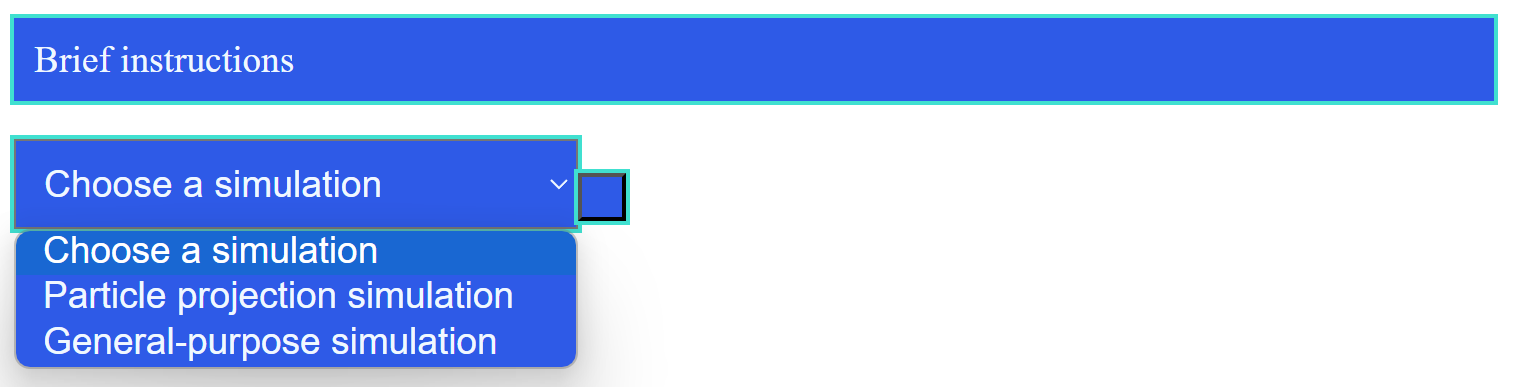 Brief instructions
Choose a simulation
Choose a simulation
Particle projection simulation
General-purpose simulation